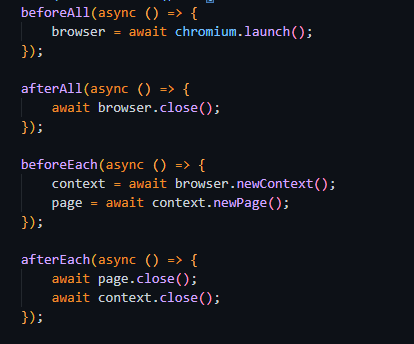 beforeAll(async () => {
    browser = await chromium.launch();
});

afterAll(async () => {
    await browser.close();
});

beforeEach(async () => {
    context = await browser.newContext();
    page = await context.newPage();
});

afterEach(async () => {
    await page.close();
    await context.close();
});